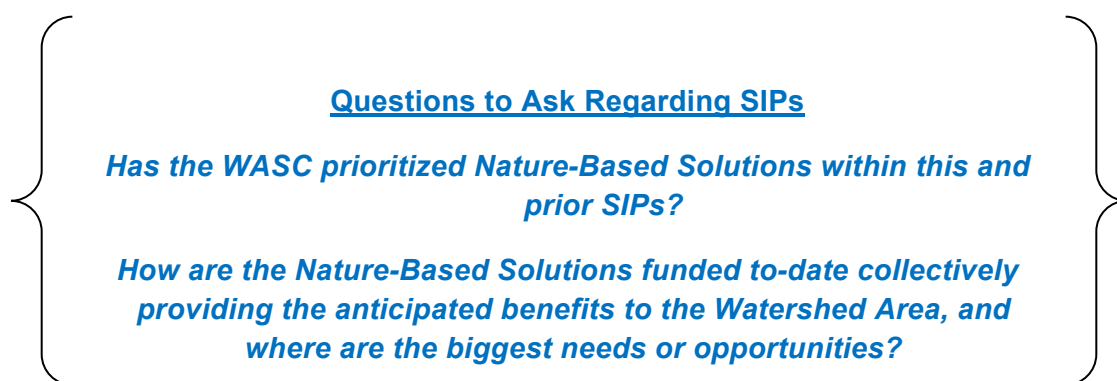 Questions to Ask Regarding SIPs
Has the WASC prioritized Nature-Based Solutions within this and
prior SIPs?
How are the Nature-Based Solutions funded to-date collectively
providing the anticipated benefits to the Watershed Area, and
where are the biggest needs or opportunities?